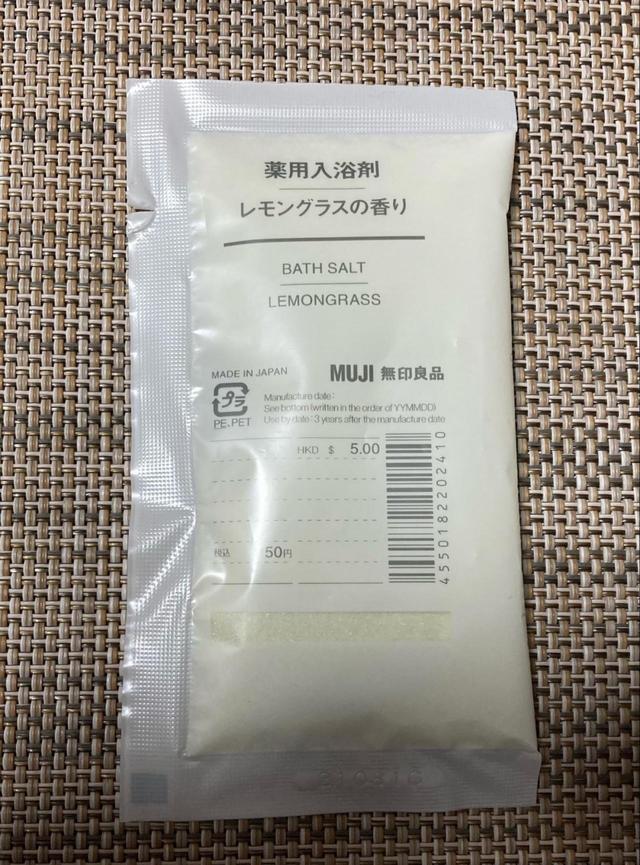 薬用入浴剤
レモングラスの香り
BATH SALT
LEMONGRASS
MADE IN JAPAN
MUJI 無印良品
プラ
PE.PET
Manufacture date:
See bottom (written in the order of YYMMDD)
Use by date:3 years after the manufacture date
HKD $ 5.00
税込 50円
4550182202410